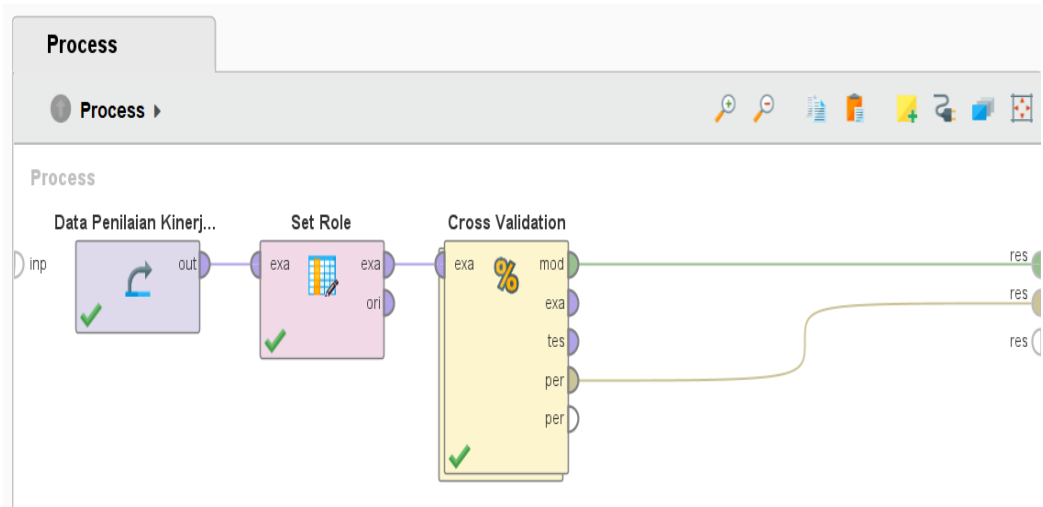 Process
Process
Process
Data Penilaian Kinerj...
Set Role
Cross Validation
inp
out
exa
exa
ori
exa
%
mod
exa
tes
per
per
res
res
res